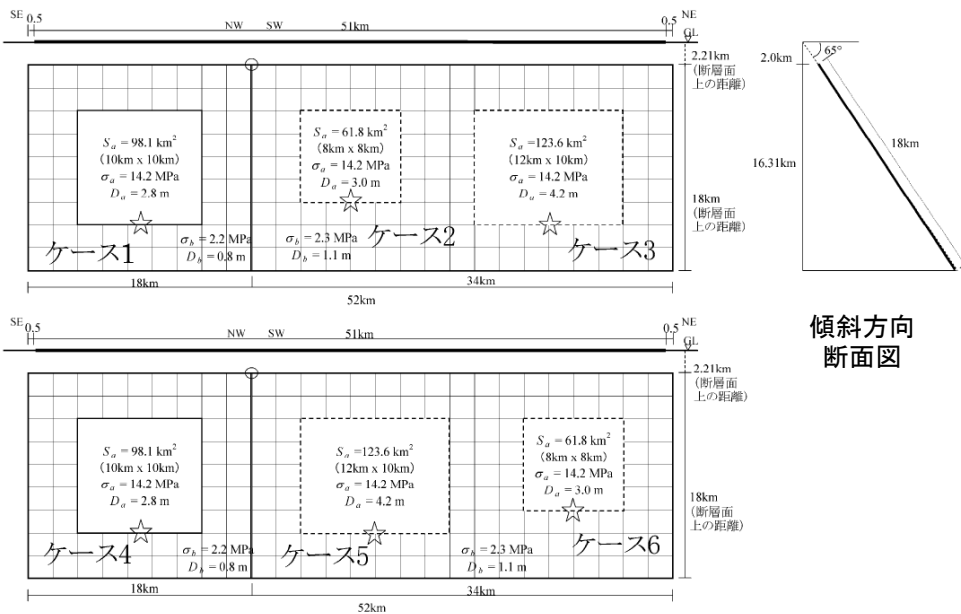 SE 0.5 51km 0.5 NE
NW SW GL
2.21km
(断層面
上の距離)
S_a = 98.1 km²
(10km x 10km)
σ_a = 14.2 MPa
D_a = 2.8 m
S_a = 61.8 km²
(8km x 8km)
σ_a = 14.2 MPa
D_a = 3.0 m
S_a =123.6 km²
(12km x 10km)
σ_a = 14.2 MPa
D_a = 4.2 m
18km
(断層面
上の距離)
ケース1
σ_b = 2.2 MPa
D_b = 0.8 m
σ_b = 2.3 MPa
D_b = 1.1 m
ケース2
ケース3
18km 34km
52km
2.0km 65°
18km
16.31km
傾斜方向
断面図
SE 0.5 51km 0.5 NE
NW SW GL
2.21km
(断層面
上の距離)
S_a = 98.1 km²
(10km x 10km)
σ_a = 14.2 MPa
D_a = 2.8 m
S_a =123.6 km²
(12km x 10km)
σ_a = 14.2 MPa
D_a = 4.2 m
S_a = 61.8 km²
(8km x 8km)
σ_a = 14.2 MPa
D_a = 3.0 m
18km
(断層面
上の距離)
ケース4
σ_b = 2.2 MPa
D_b = 0.8 m
ケース5
σ_b = 2.3 MPa
D_b = 1.1 m
ケース6
18km 34km
52km